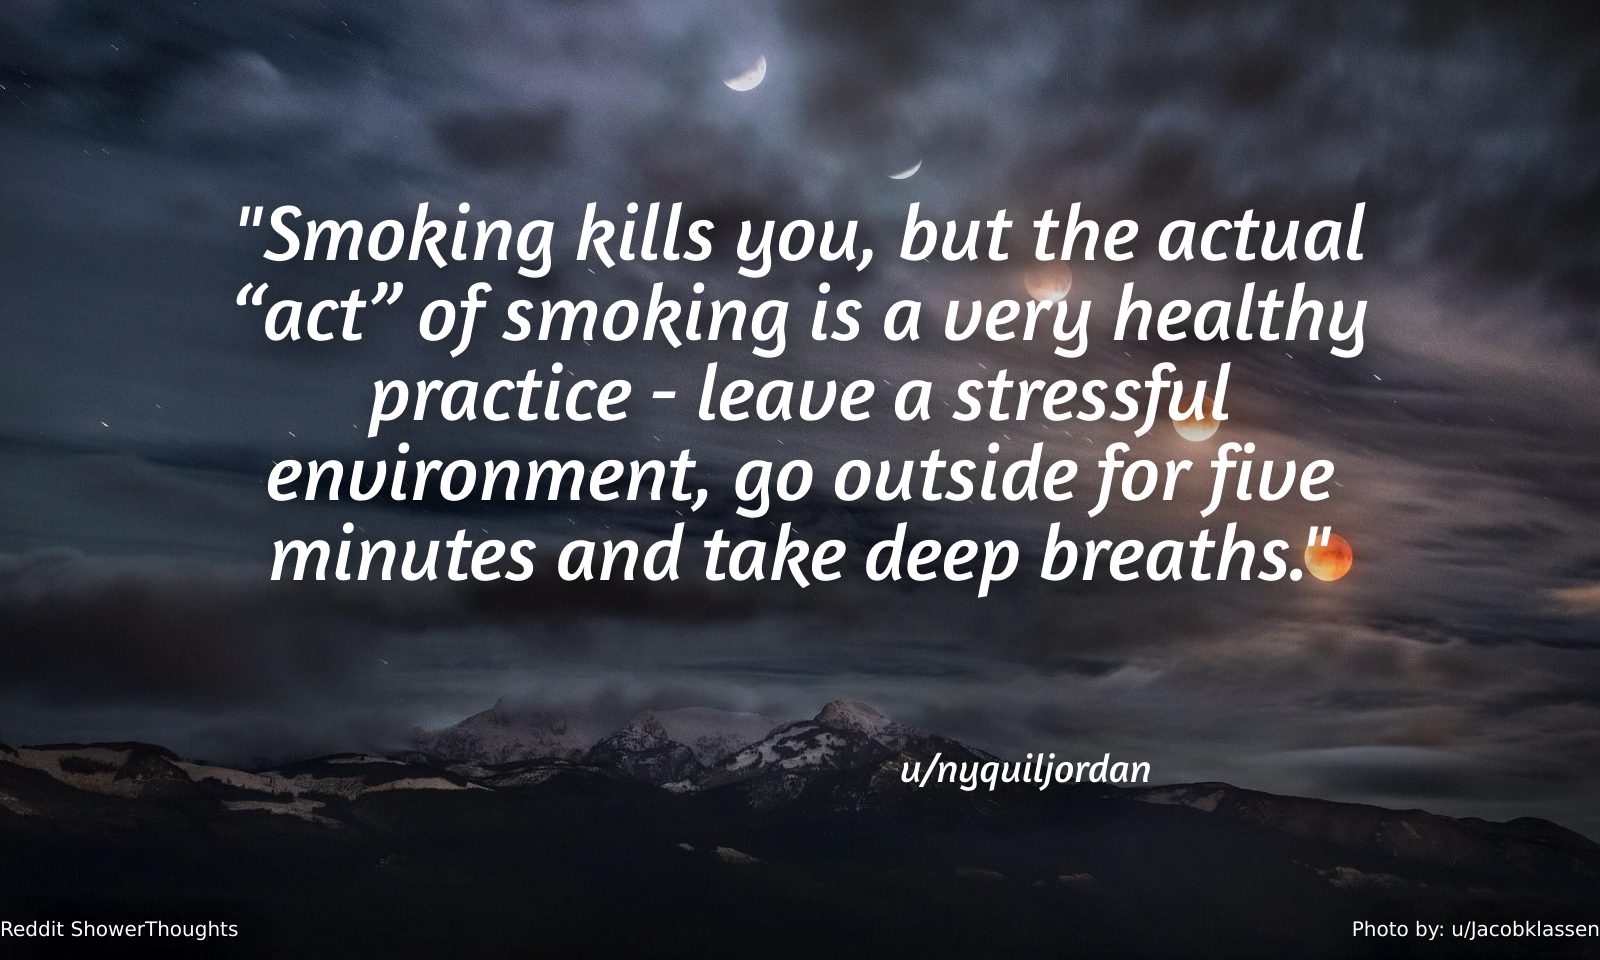 "Smoking kills you, but the actual
“act” of smoking is a very healthy
practice - leave a stressful
environment, go outside for five
minutes and take deep breaths."
u/nyquiljordan
Reddit ShowerThoughts
Photo by: u/Jacobklassen